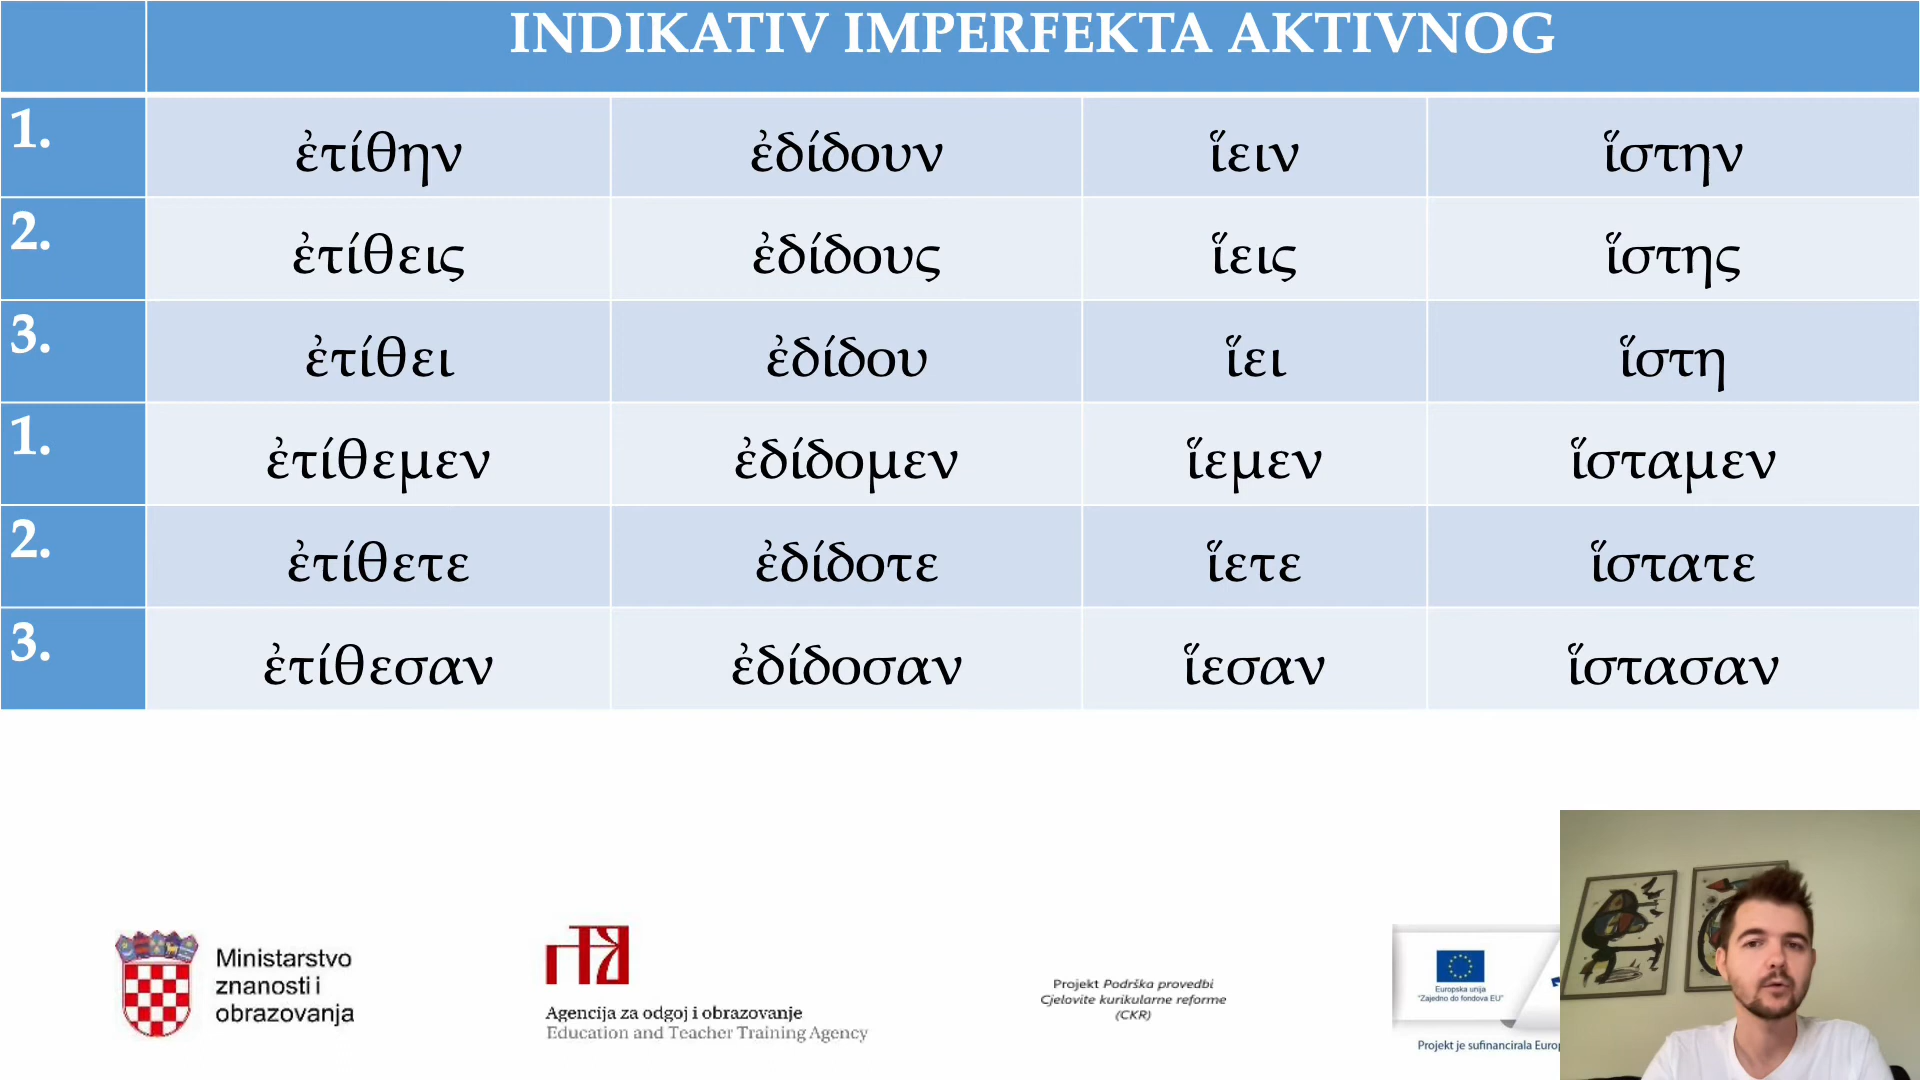 INDIKATIV IMPERFEKTA AKTIVNOG
1. ἐτίθην ἐδίδουν ἵειν ἵστην
2. ἐτίθεις ἐδίδους ἵεις ἵστης
3. ἐτίθει ἐδίδου ἵει ἵστη
1. ἐτίθεμεν ἐδίδομεν ἵεμεν ἵσταμεν
2. ἐτίθετε ἐδίδοτε ἵετε ἵστατε
3. ἐτίθεσαν ἐδίδοσαν ἵεσαν ἵστασαν
Ministarstvo
znanosti i
obrazovanja
Agencija za odgoj i obrazovanje
Education and Teacher Training Agency
Projekt Podrška provedbi
Cjelovite kurikularne reforme
(CKR)
Europska unija
"Zajedno do fondova EU"
Projekt je sufinancirala